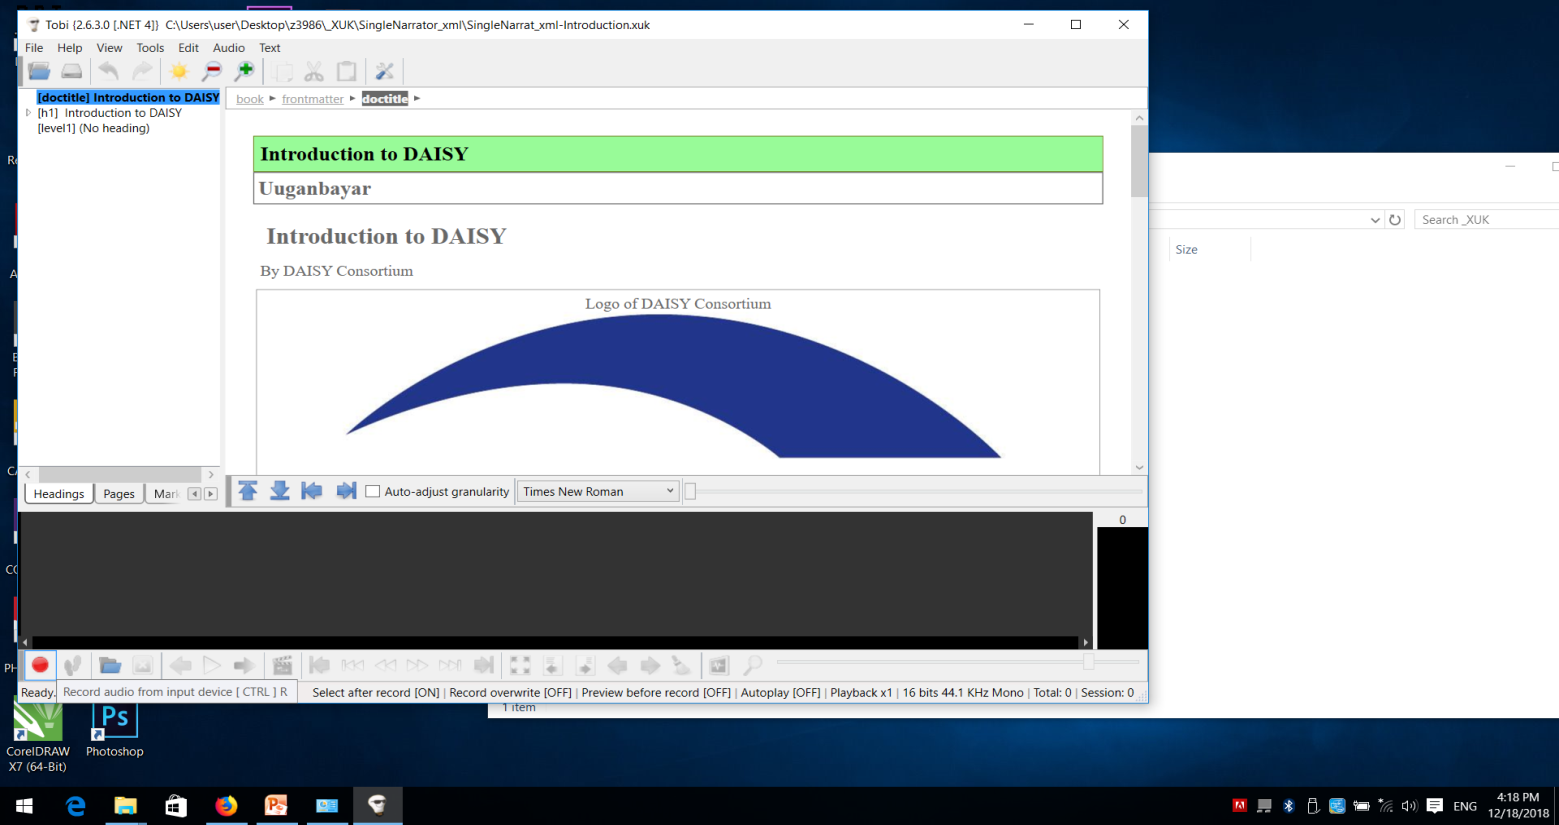 Tobi {2.6.3.0 [.NET 4]} C:\Users\user\Desktop\z3986\_XUK\SingleNarrator_xml\SingleNarrat_xml-Introduction.xuk
File Help View Tools Edit Audio Text
[doctitle] Introduction to DAISY
[h1] Introduction to DAISY
[level1] (No heading)
book frontmatter doctitle
Introduction to DAISY
Uuganbayar
Introduction to DAISY
By DAISY Consortium
Logo of DAISY Consortium
Search _XUK
Size
Headings Pages Mark
Auto-adjust granularity Times New Roman
0
Ready. Record audio from input device [ CTRL ] R Select after record [ON] | Record overwrite [OFF] | Preview before record [OFF] | Autoplay [OFF] | Playback x1 | 16 bits 44.1 KHz Mono | Total: 0 | Session: 0
1 item
Ps
CorelDRAW X7 (64-Bit)
Photoshop
ENG
4:18 PM
12/18/2018